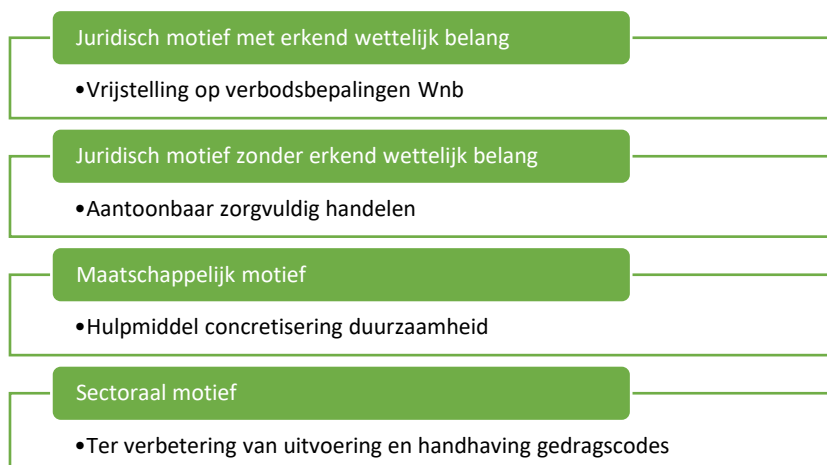 Juridisch motief met erkend wettelijk belang
•Vrijstelling op verbodsbepalingen Wnb
Juridisch motief zonder erkend wettelijk belang
•Aantoonbaar zorgvuldig handelen
Maatschappelijk motief
•Hulpmiddel concretisering duurzaamheid
Sectoraal motief
•Ter verbetering van uitvoering en handhaving gedragscodes